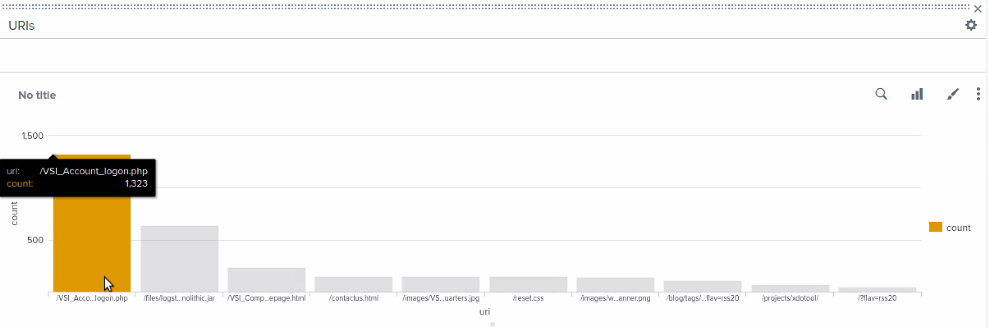 URIs
No title
1,500
uri: /VSI_Account_logon.php
count: 1,323
count
500
count
/VSI_Acco...logon.php
/files/logst...nolithic.jar
/VSI_Comp...epage.html
/contactus.html
/images/VS...uarters.jpg
/reset.css
/images/w...anner.png
/blog/tags/...flav=rss20
/projects/xdotool/
/?flav=rss20
uri